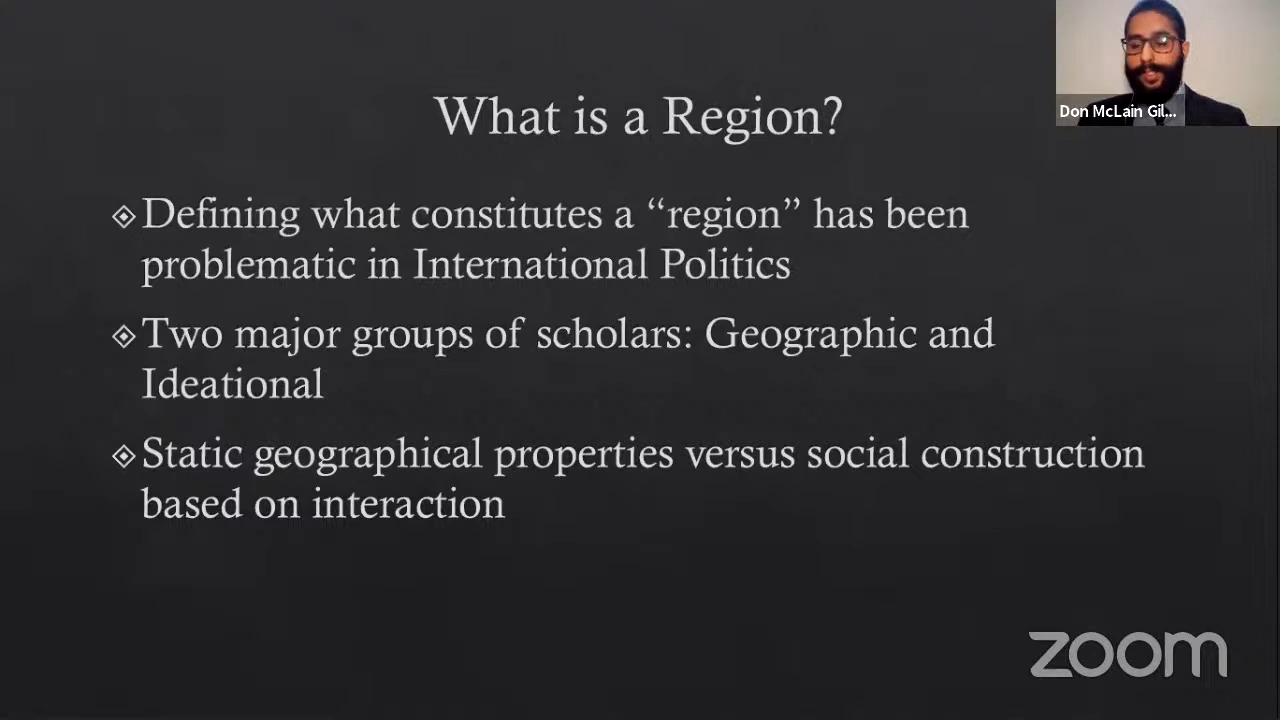 Don McLain Gil...
What is a Region?
Defining what constitutes a “region” has been
problematic in International Politics
Two major groups of scholars: Geographic and
Ideational
Static geographical properties versus social construction
based on interaction
zoom